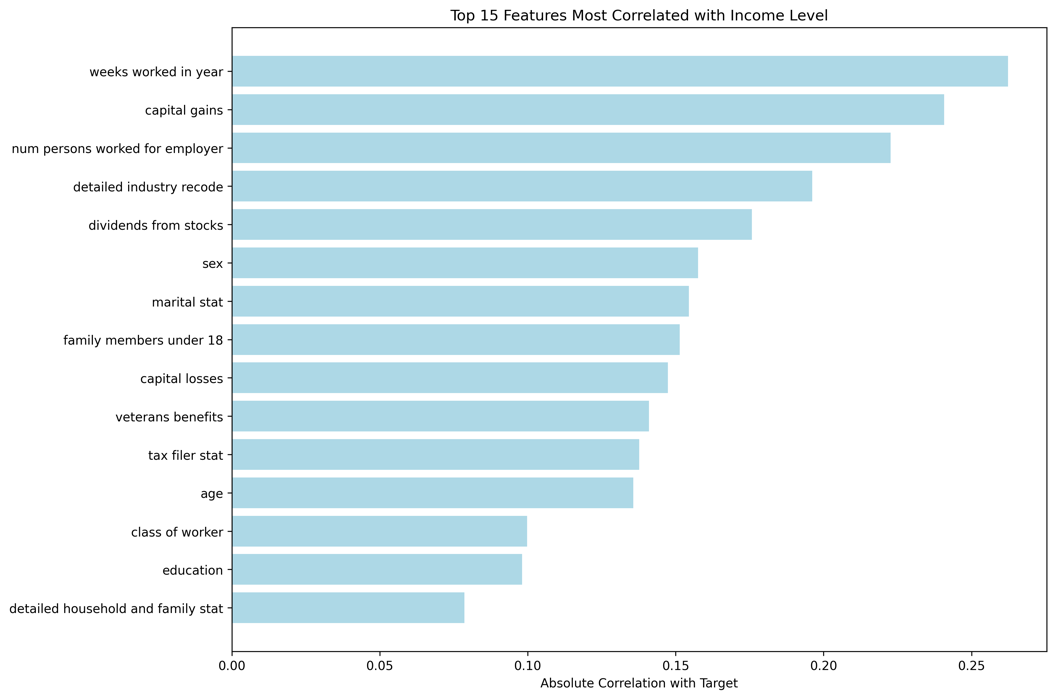 Top 15 Features Most Correlated with Income Level
weeks worked in year
capital gains
num persons worked for employer
detailed industry recode
dividends from stocks
sex
marital stat
family members under 18
capital losses
veterans benefits
tax filer stat
age
class of worker
education
detailed household and family stat
0.00 0.05 0.10 0.15 0.20 0.25
Absolute Correlation with Target